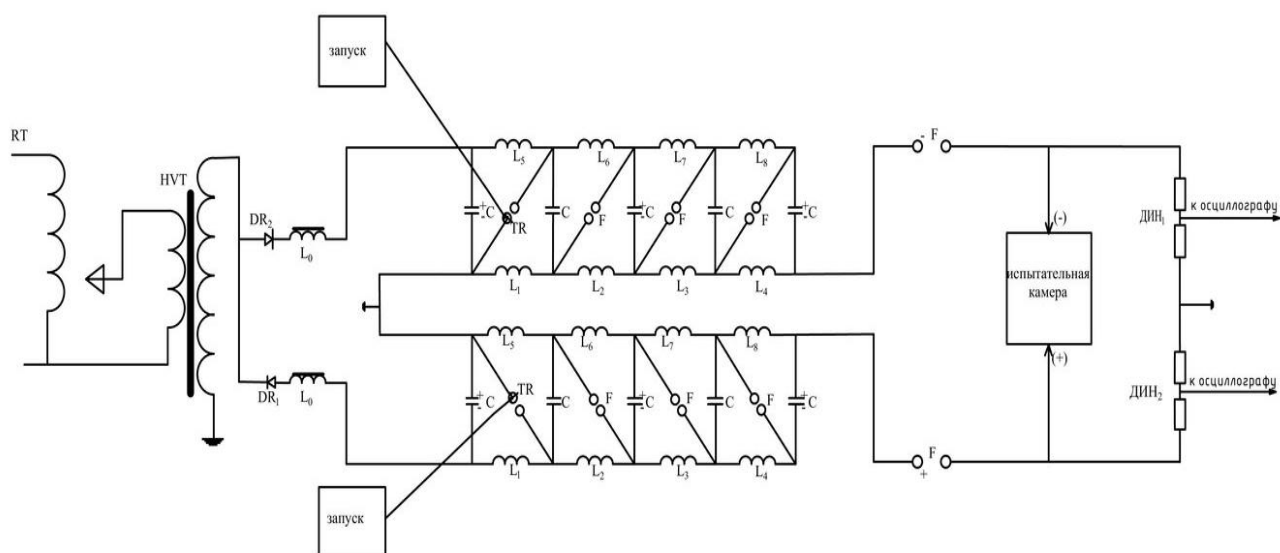 запуск
RT
HVT
DR₂
L₀
L₅ L₆ L₇ L₈
+ - C C + - C C + - C
TR F F F
L₁ L₂ L₃ L₄
- F
(-)
испытательная
камера
(+)
ДИН₁
к осциллографу
L₅ L₆ L₇ L₈
TR F F F
+ - C C + - C C + - C
DR₁
L₀
L₁ L₂ L₃ L₄
F
+
ДИН₂
к осциллографу
запуск